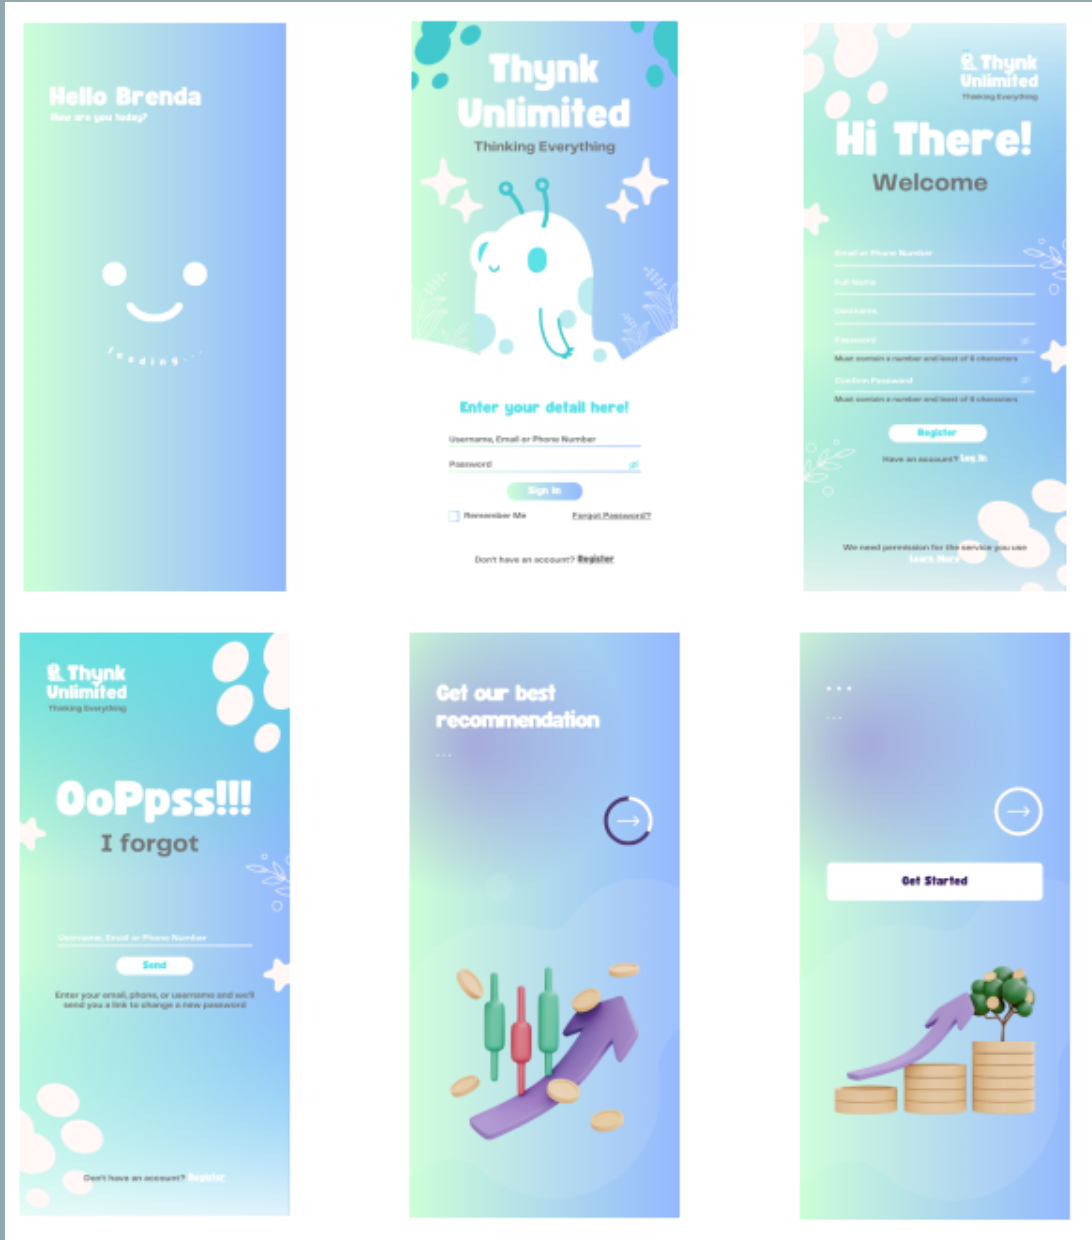 Hello Brenda
How are you today?
loading...
Thynk
Unlimited
Thinking Everything
Enter your detail here!
Username, Email or Phone Number
Password
Sign In
Remember Me
Forgot Password?
Don't have an account? Register
Thynk
Unlimited
Thinking Everything
Hi There!
Welcome
Email or Phone Number
Full Name
Username
Password
Must contain a number and least of 6 characters
Confirm Password
Must contain a number and least of 6 characters
Register
Have an account? Log In
We need permission for the service you use
Learn More
Thynk
Unlimited
Thinking Everything
OoPpss!!!
I forgot
Username, Email or Phone Number
Send
Enter your email, phone, or username and we'll
send you a link to change a new password
Don't have an account? Register
Get our best
recommendation
...
...
...
Get Started